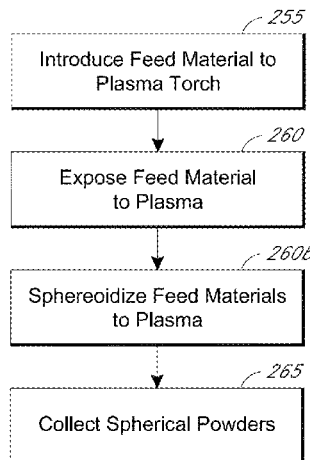 255
Introduce Feed Material to
Plasma Torch
260
Expose Feed Material
to Plasma
260b
Sphereoidize Feed Materials
to Plasma
265
Collect Spherical Powders